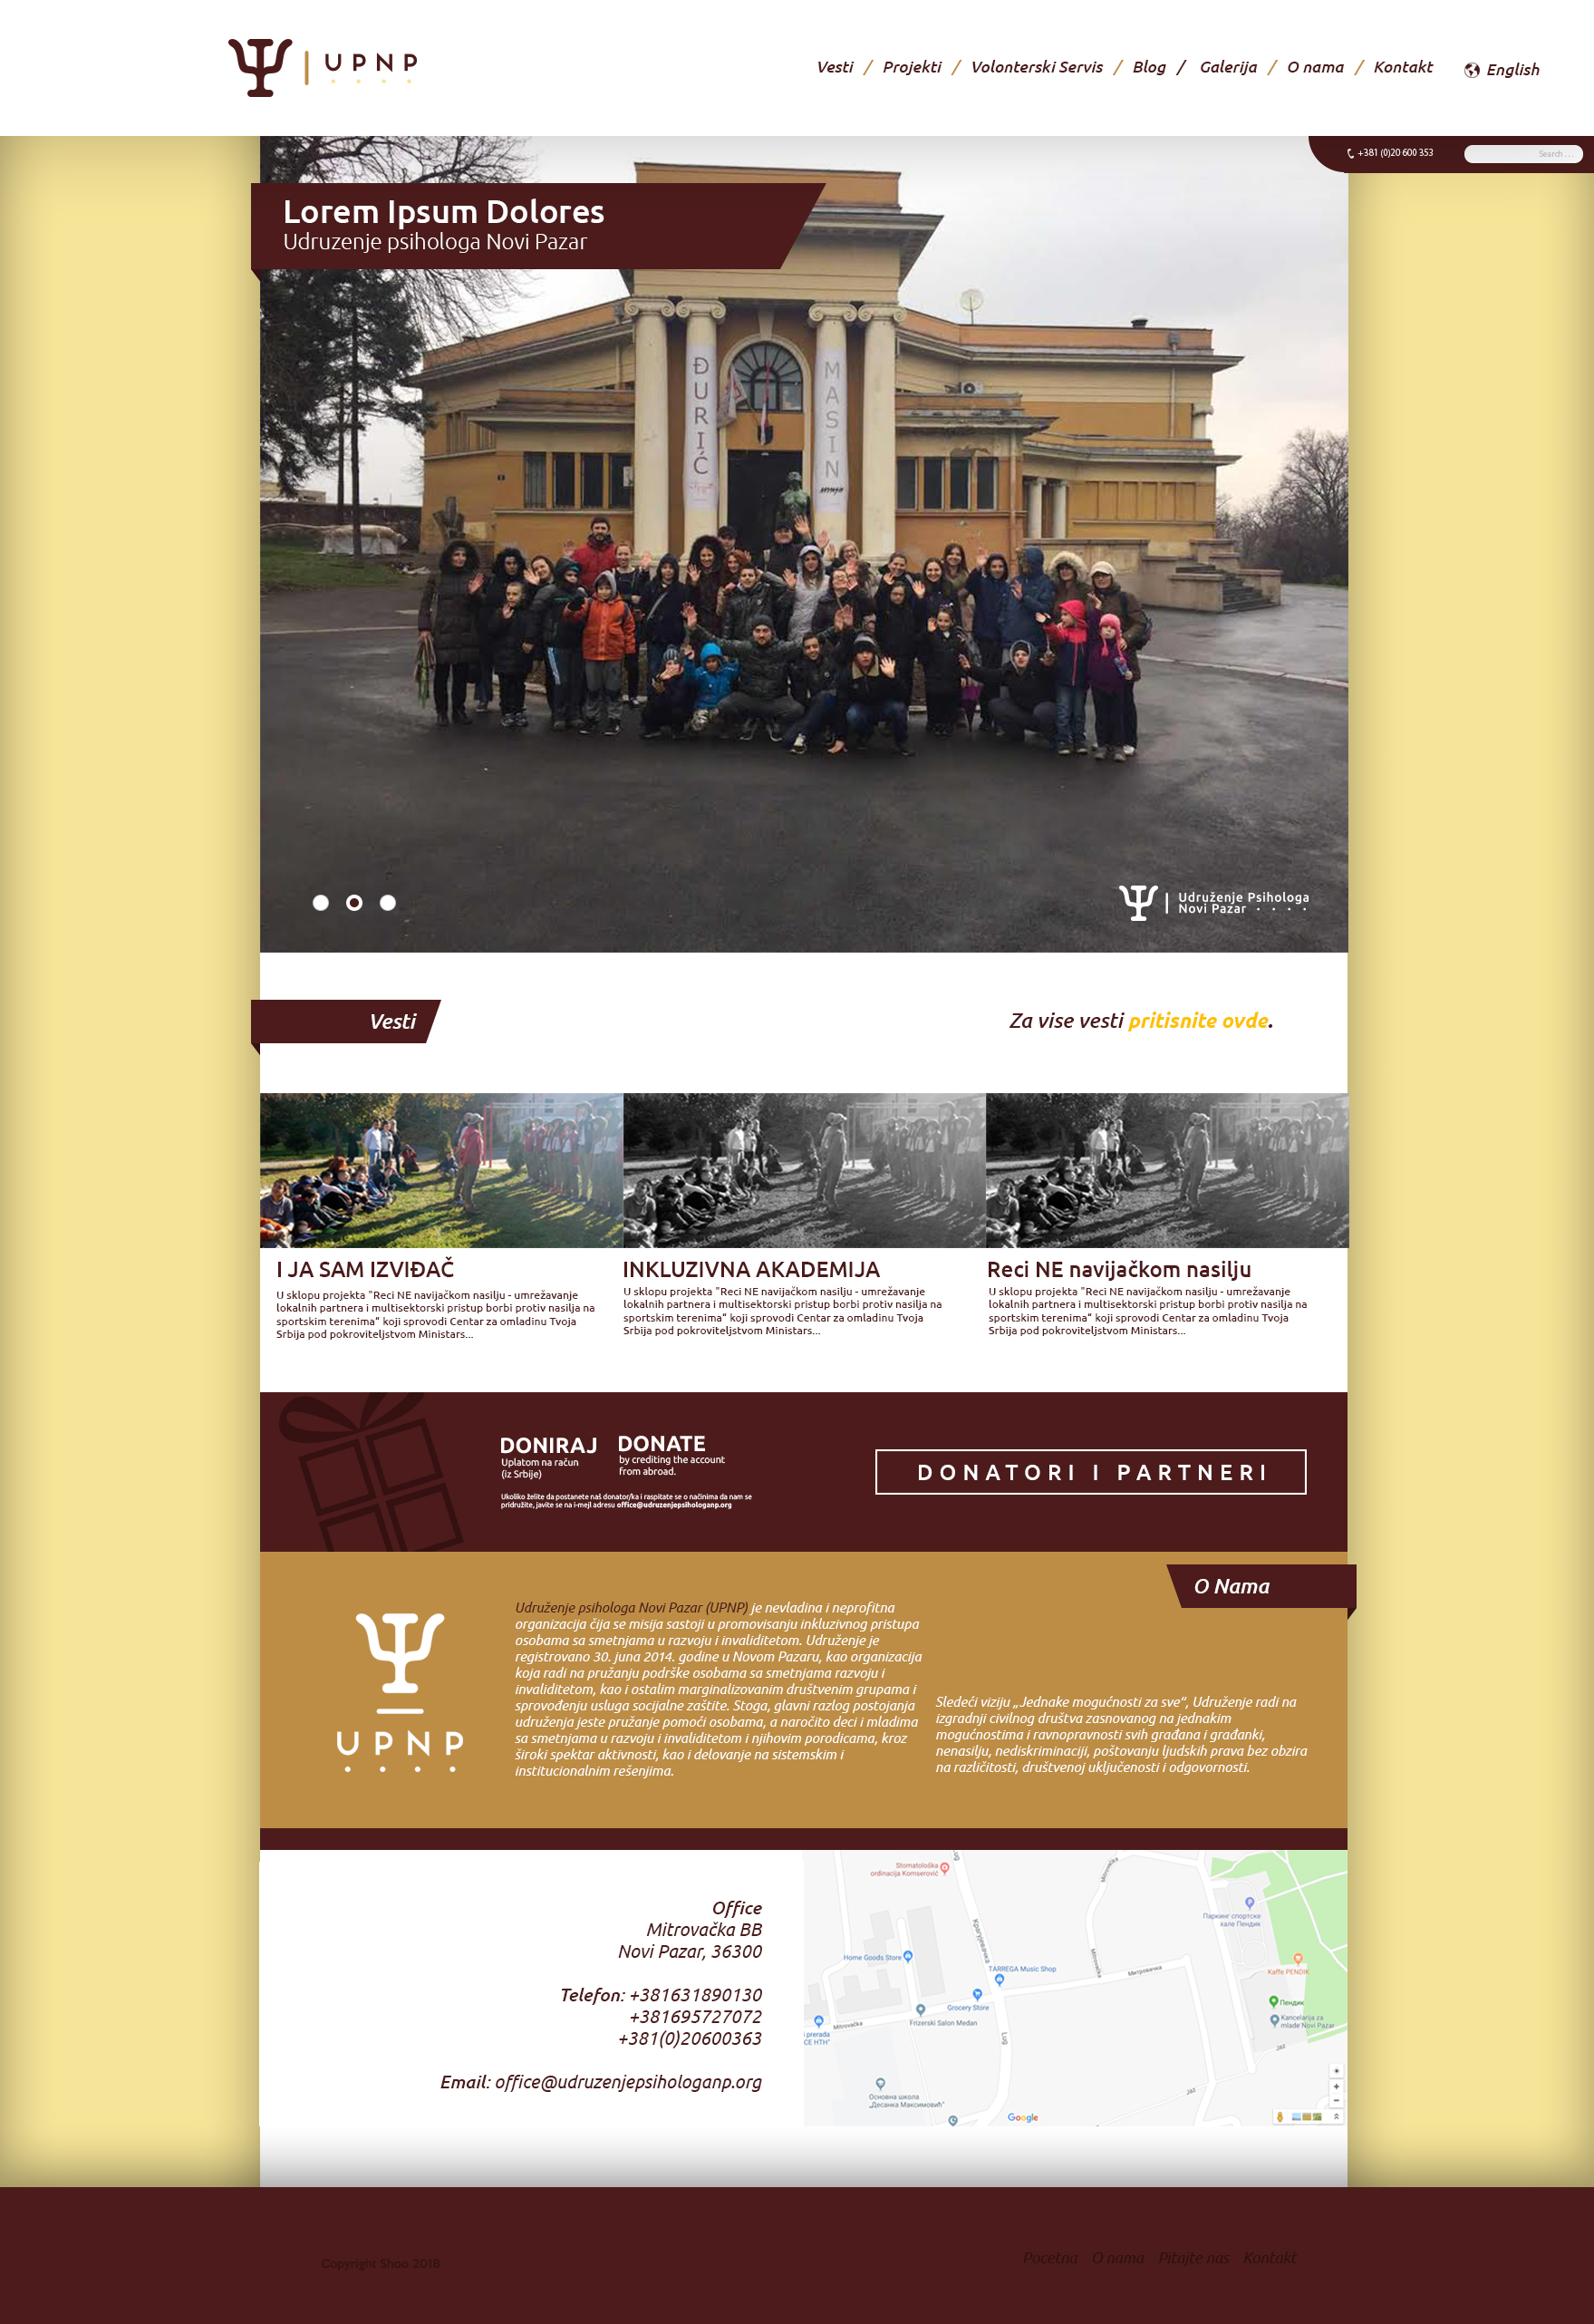 UPNP
Vesti / Projekti / Volonterski Servis / Blog / Galerija / O nama / Kontakt
English
+381 (0)20 600 353
Search ...
Lorem Ipsum Dolores
Udruzenje psihologa Novi Pazar
ĐURIĆ
MASIN
Udruženje Psihologa
Novi Pazar
Vesti
Za vise vesti pritisnite ovde.
I JA SAM IZVIĐAČ
U sklopu projekta "Reci NE navijačkom nasilju - umrežavanje
lokalnih partnera i multisektorski pristup borbi protiv nasilja na
sportskim terenima“ koji sprovodi Centar za omladinu Tvoja
Srbija pod pokroviteljstvom Ministars...
INKLUZIVNA AKADEMIJA
U sklopu projekta "Reci NE navijačkom nasilju - umrežavanje
lokalnih partnera i multisektorski pristup borbi protiv nasilja na
sportskim terenima“ koji sprovodi Centar za omladinu Tvoja
Srbija pod pokroviteljstvom Ministars...
Reci NE navijačkom nasilju
U sklopu projekta "Reci NE navijačkom nasilju - umrežavanje
lokalnih partnera i multisektorski pristup borbi protiv nasilja na
sportskim terenima“ koji sprovodi Centar za omladinu Tvoja
Srbija pod pokroviteljstvom Ministars...
DONIRAJ
Uplatom na račun
(iz Srbije)
DONATE
by crediting the account
from abroad.
Ukoliko želite da postanete naš donator/ka i raspitate se o načinima da nam se
pridružite, javite se na i-mejl adresu office@udruzenjepsihologanp.org
DONATORI I PARTNERI
O Nama
UPNP
Udruženje psihologa Novi Pazar (UPNP) je nevladina i neprofitna
organizacija čija se misija sastoji u promovisanju inkluzivnog pristupa
osobama sa smetnjama u razvoju i invaliditetom. Udruženje je
registrovano 30. juna 2014. godine u Novom Pazaru, kao organizacija
koja radi na pružanju podrške osobama sa smetnjama razvoju i
invaliditetom, kao i ostalim marginalizovanim društvenim grupama i
sprovođenju usluga socijalne zaštite. Stoga, glavni razlog postojanja
udruženja jeste pružanje pomoći osobama, a naročito deci i mladima
sa smetnjama u razvoju i invaliditetom i njihovim porodicama, kroz
široki spektar aktivnosti, kao i delovanje na sistemskim i
institucionalnim rešenjima.
Sledeći viziju „Jednake mogućnosti za sve“, Udruženje radi na
izgradnji civilnog društva zasnovanog na jednakim
mogućnostima i ravnopravnosti svih građana i građanki,
nenasilju, nediskriminaciji, poštovanju ljudskih prava bez obzira
na različitosti, društvenoj uključenosti i odgovornosti.
Office
Mitrovačka BB
Novi Pazar, 36300
Telefon: +381631890130
+381695727072
+381(0)20600363
Email: office@udruzenjepsihologanp.org
Stomatološka
ordinacija Komserović
Lug
Митровачка
Паркинг спортске
хале Пендик
Крагујевачка
Home Goods Store
TARREGA Music Shop
Митровачка
Kaffe PENDIK
Grocery Store
Пендик
Kancelarija za
mlade Novi Pazar
Mitrovačka
Frizerski Salon Medan
prerada
CE HTH"
Lug
Jaz
Основна школа
„Десанка Максимовић“
Jaz
Google
Copyright Shoo 2018
Pocetna O nama Pitajte nas Kontakt